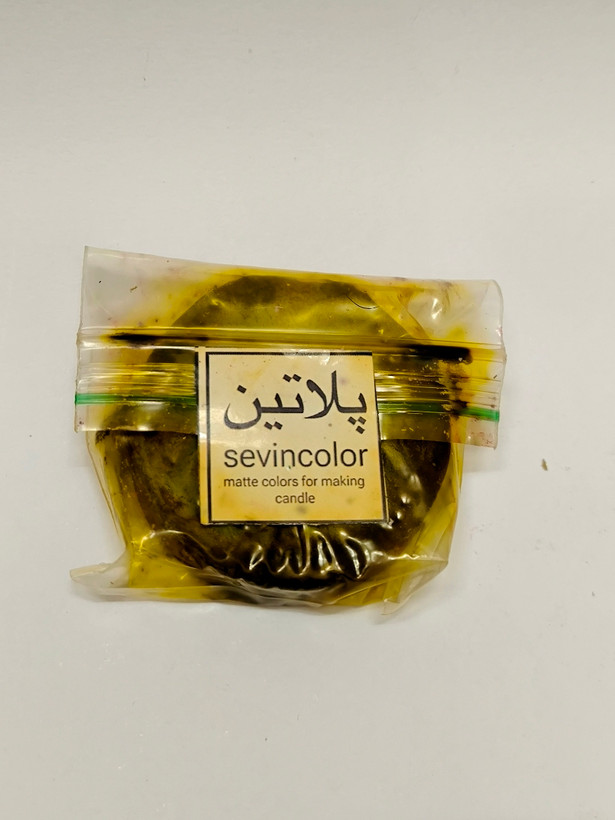 پلاتین
sevincolor
matte colors for making
candle